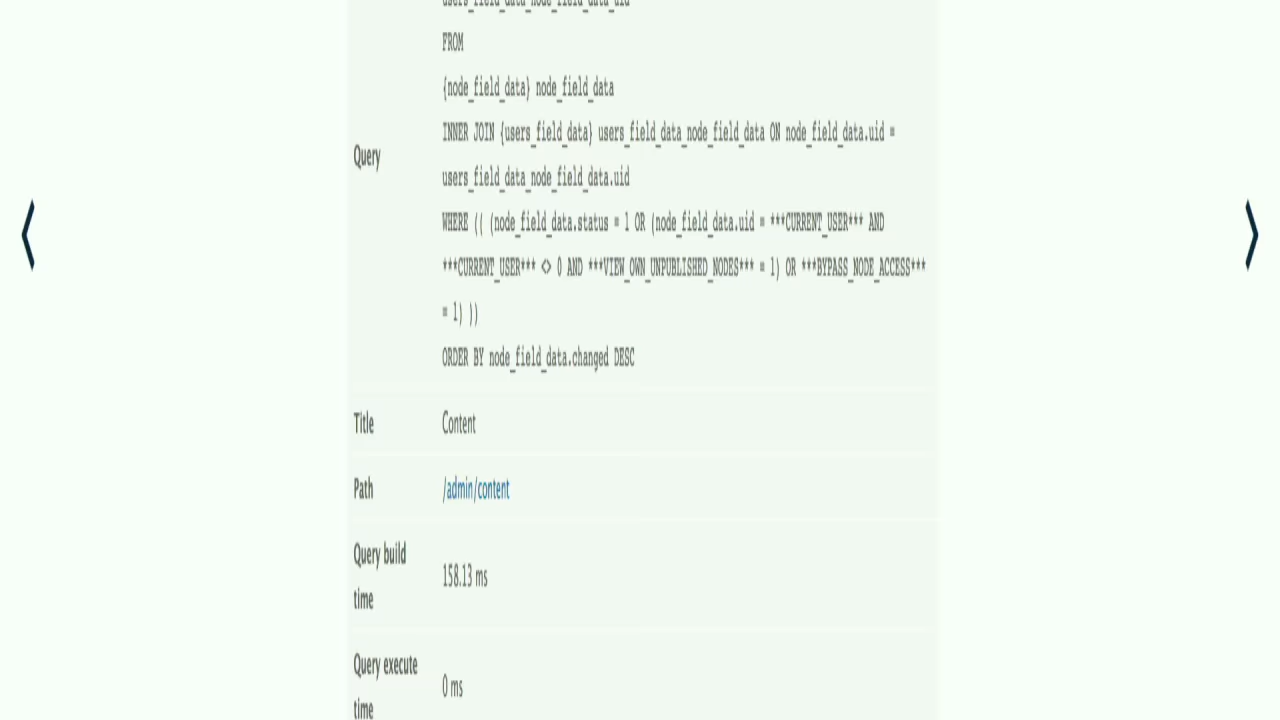 users_field_data_node_field_data_uid
FROM
{node_field_data} node_field_data
INNER JOIN {users_field_data} users_field_data_node_field_data ON node_field_data.uid =
users_field_data_node_field_data.uid
Query
WHERE (( (node_field_data.status = 1 OR (node_field_data.uid = ***CURRENT_USER*** AND
***CURRENT_USER*** <> 0 AND ***VIEW_OWN_UNPUBLISHED_NODES*** = 1) OR ***BYPASS_NODE_ACCESS***
= 1) ))
ORDER BY node_field_data.changed DESC
Title Content
Path /admin/content
Query build
time
158.13 ms
Query execute
time
0 ms